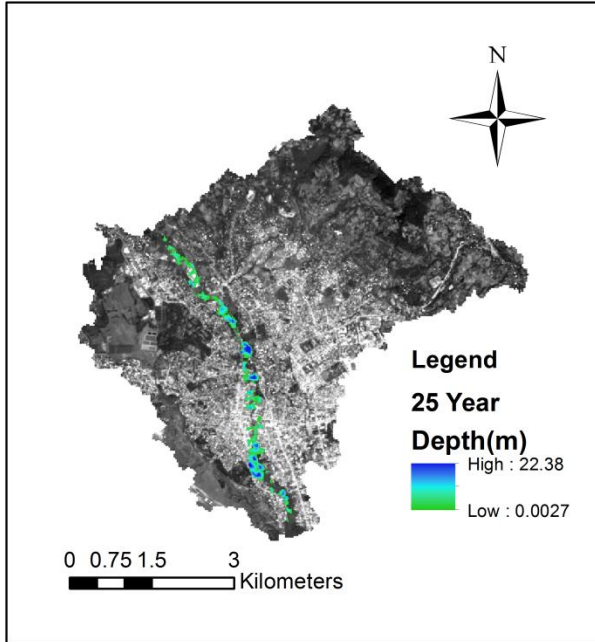 N
Legend
25 Year
Depth(m)
High : 22.38
Low : 0.0027
0 0.75 1.5 3
Kilometers